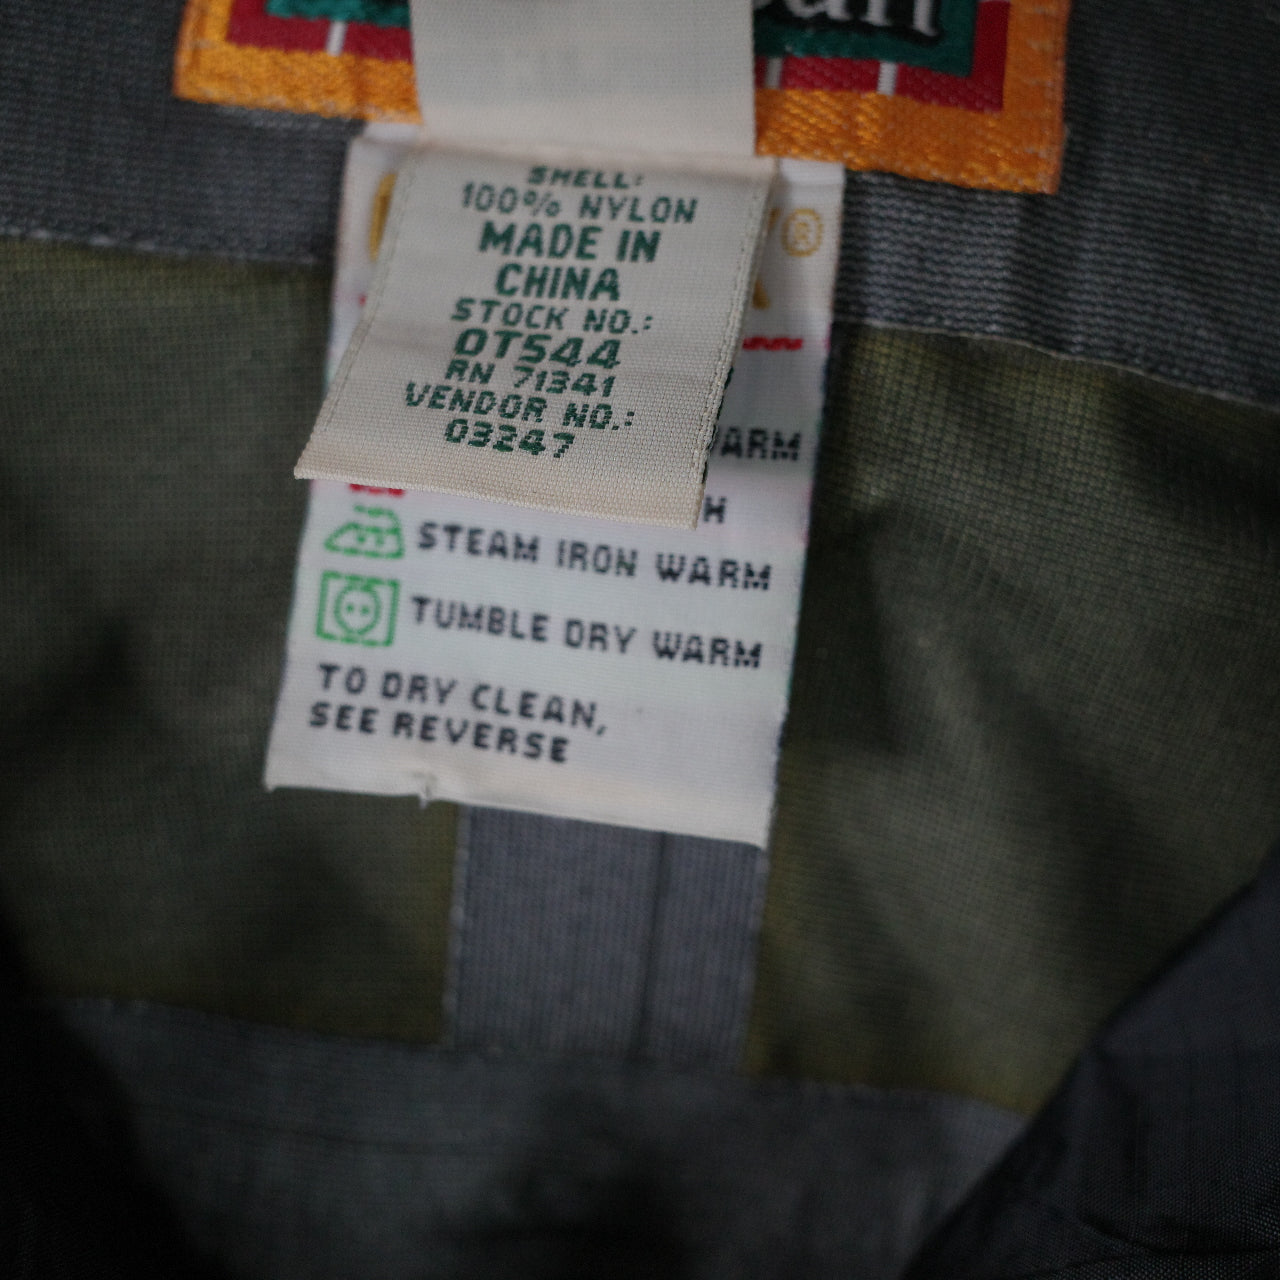 SHELL:
100% NYLON
MADE IN
CHINA
STOCK NO.:
OT544
RN 71341
VENDOR NO.:
03247
®
WARM
H
STEAM IRON WARM
TUMBLE DRY WARM
TO DRY CLEAN,
SEE REVERSE